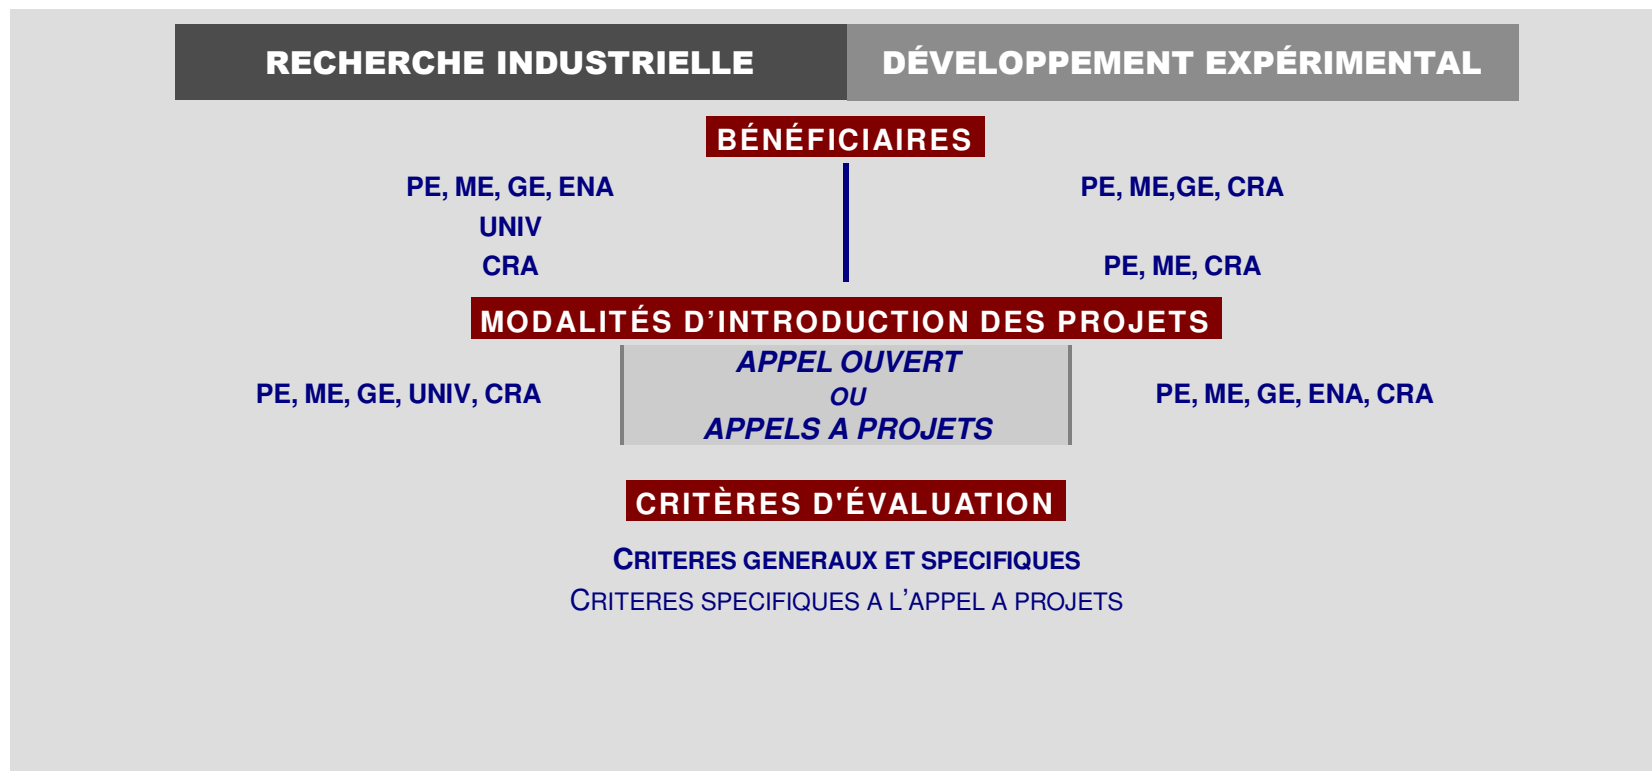 RECHERCHE INDUSTRIELLE
DÉVELOPPEMENT EXPÉRIMENTAL
BÉNÉFICIAIRES
PE, ME, GE, ENA
PE, ME,GE, CRA
UNIV
CRA
PE, ME, CRA
MODALITÉS D’INTRODUCTION DES PROJETS
APPEL OUVERT
PE, ME, GE, UNIV, CRA
OU
PE, ME, GE, ENA, CRA
APPELS A PROJETS
CRITÈRES D'ÉVALUATION
CRITERES GENERAUX ET SPECIFIQUES
CRITERES SPECIFIQUES A L’APPEL A PROJETS